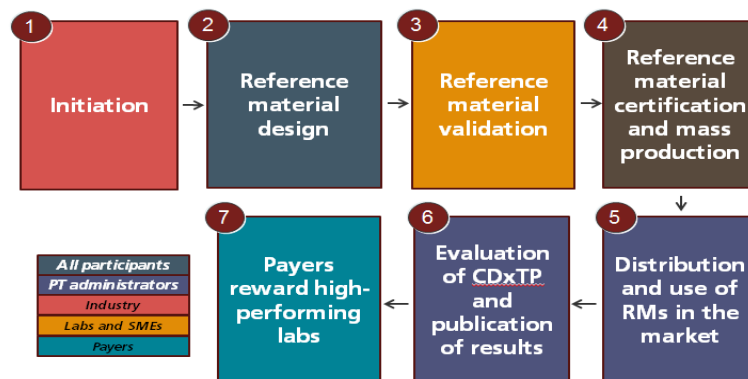 1
Initiation
2
Reference
material
design
3
Reference
material
validation
4
Reference
material
certification
and mass
production
5
Distribution
and use of
RMs in the
market
6
Evaluation
of CDxTP
and
publication
of results
7
Payers
reward high-
performing
labs
All participants
PT administrators
Industry
Labs and SMEs
Payers